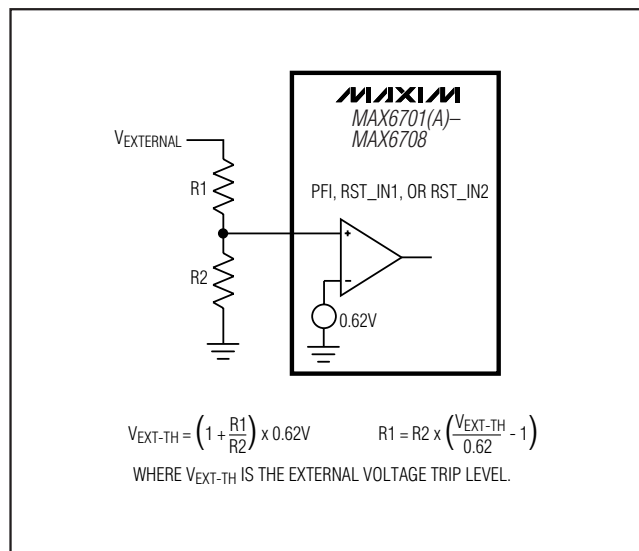 MAXIM
MAX6701(A)–
MAX6708
VEXTERNAL
R1
PFI, RST_IN1, OR RST_IN2
+
R2
–
0.62V
VEXT-TH = (1 + R1/R2) x 0.62V
R1 = R2 x (VEXT-TH/0.62 - 1)
WHERE VEXT-TH IS THE EXTERNAL VOLTAGE TRIP LEVEL.